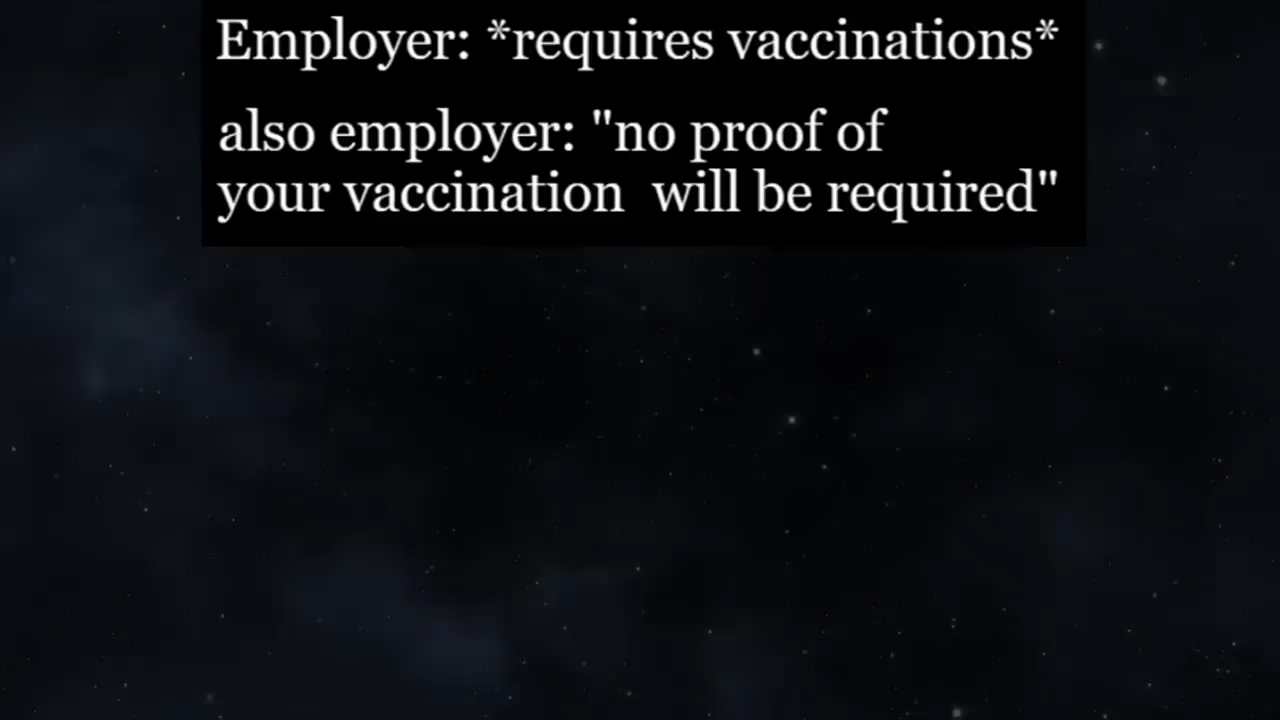 Employer: *requires vaccinations*
also employer: "no proof of
your vaccination will be required"